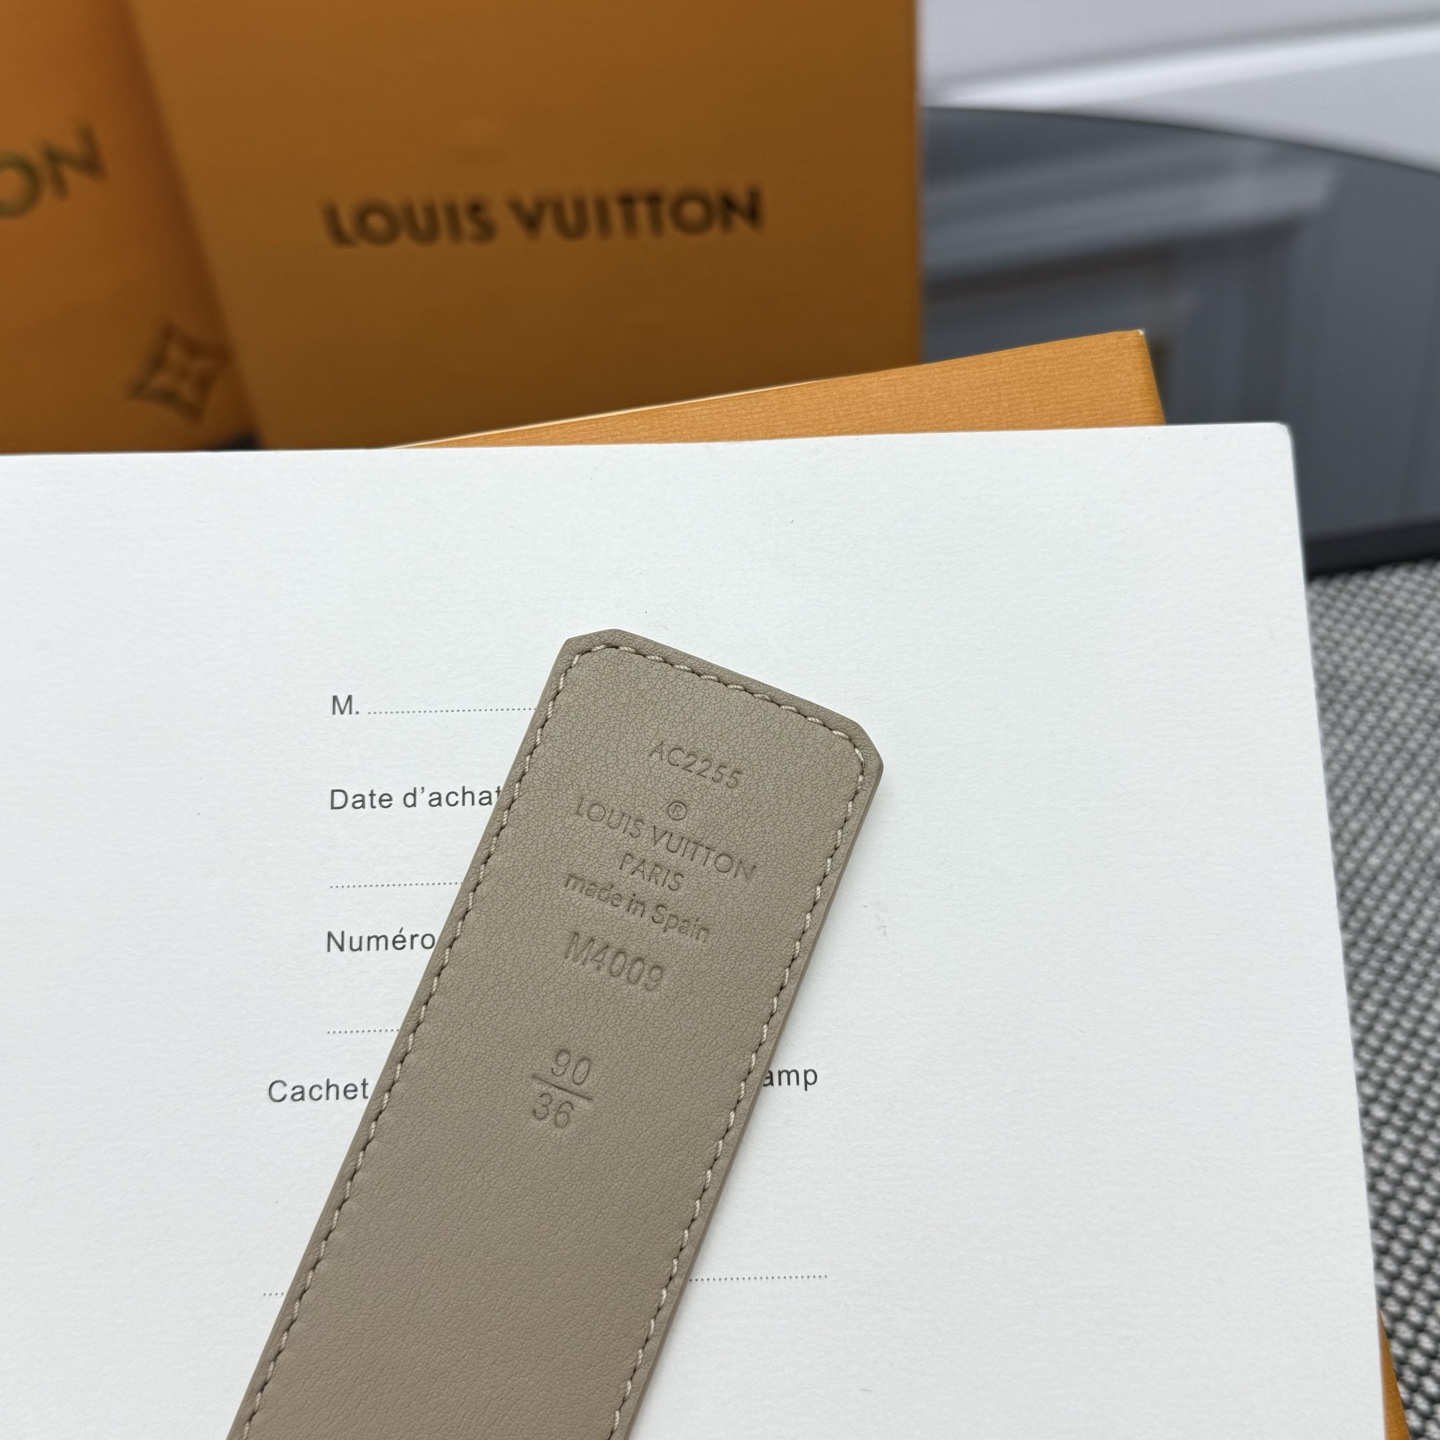 ON
LOUIS VUITTON
M.
Date d'achat
Numéro
Cachet
amp
AC2255
®
LOUIS VUITTON
PARIS
made in Spain
M4009
90
36